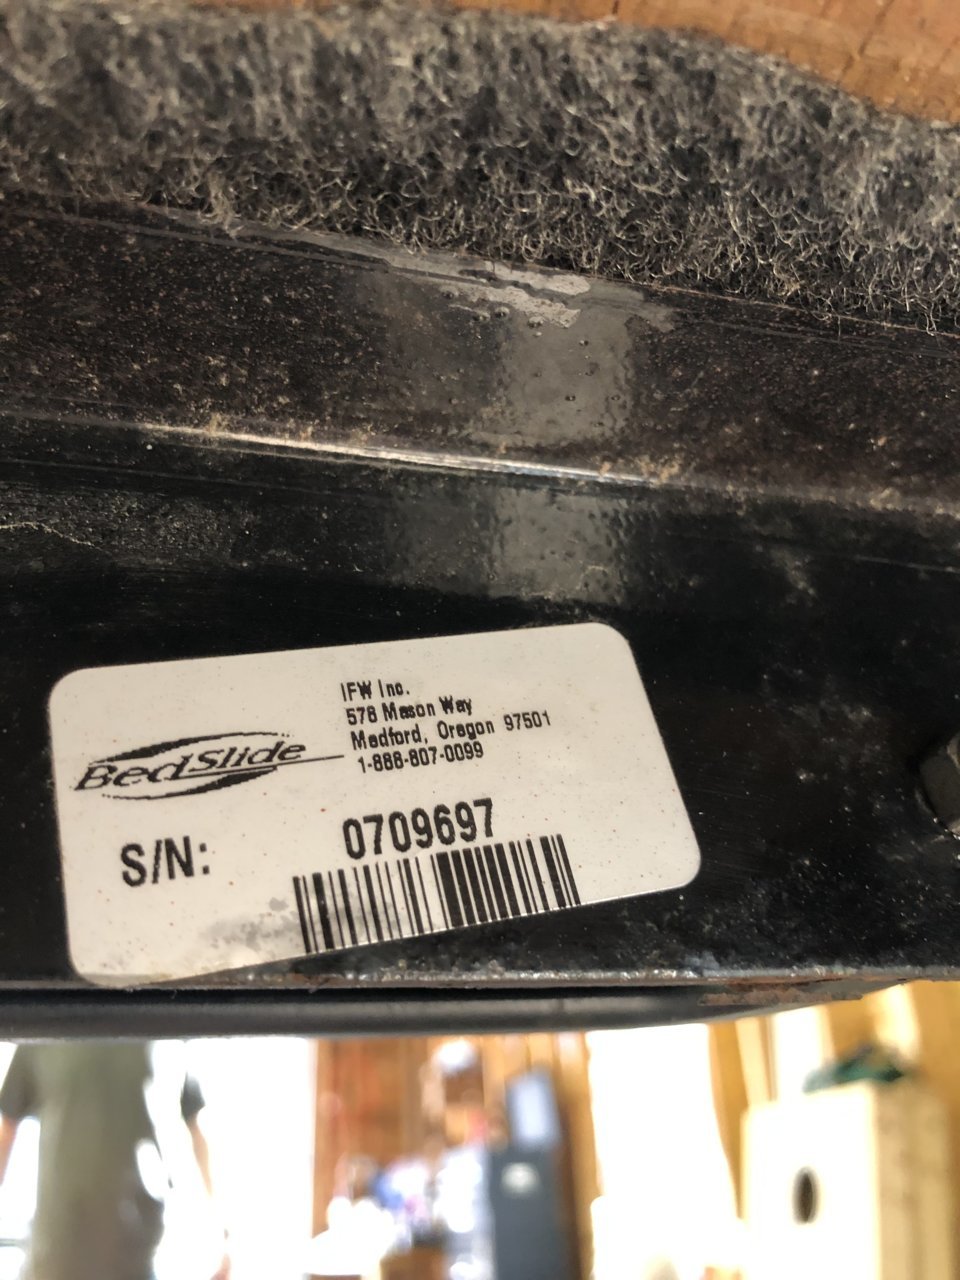 IFW Inc.
578 Mason Way
Medford, Oregon 97501
1-888-807-0099
BedSlide
S/N: 0709697